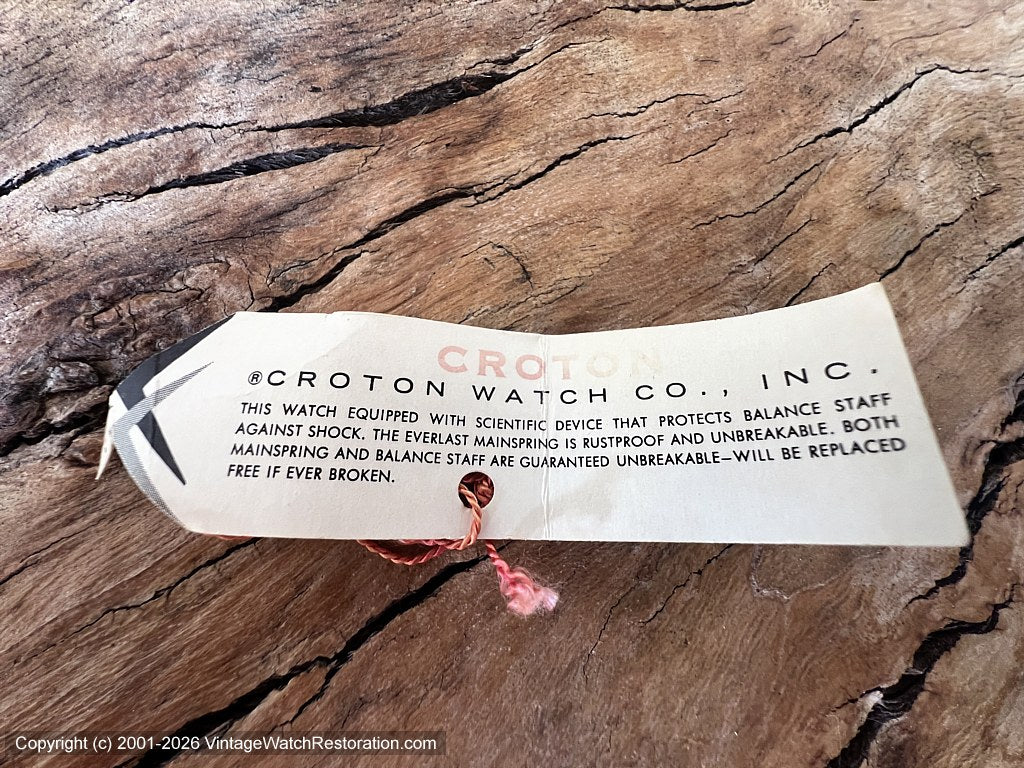 CROTON
®CROTON WATCH CO., INC.
THIS WATCH EQUIPPED WITH SCIENTIFIC DEVICE THAT PROTECTS BALANCE STAFF
AGAINST SHOCK. THE EVERLAST MAINSPRING IS RUSTPROOF AND UNBREAKABLE. BOTH
MAINSPRING AND BALANCE STAFF ARE GUARANTEED UNBREAKABLE—WILL BE REPLACED
FREE IF EVER BROKEN.
Copyright (c) 2001-2026 VintageWatchRestoration.com